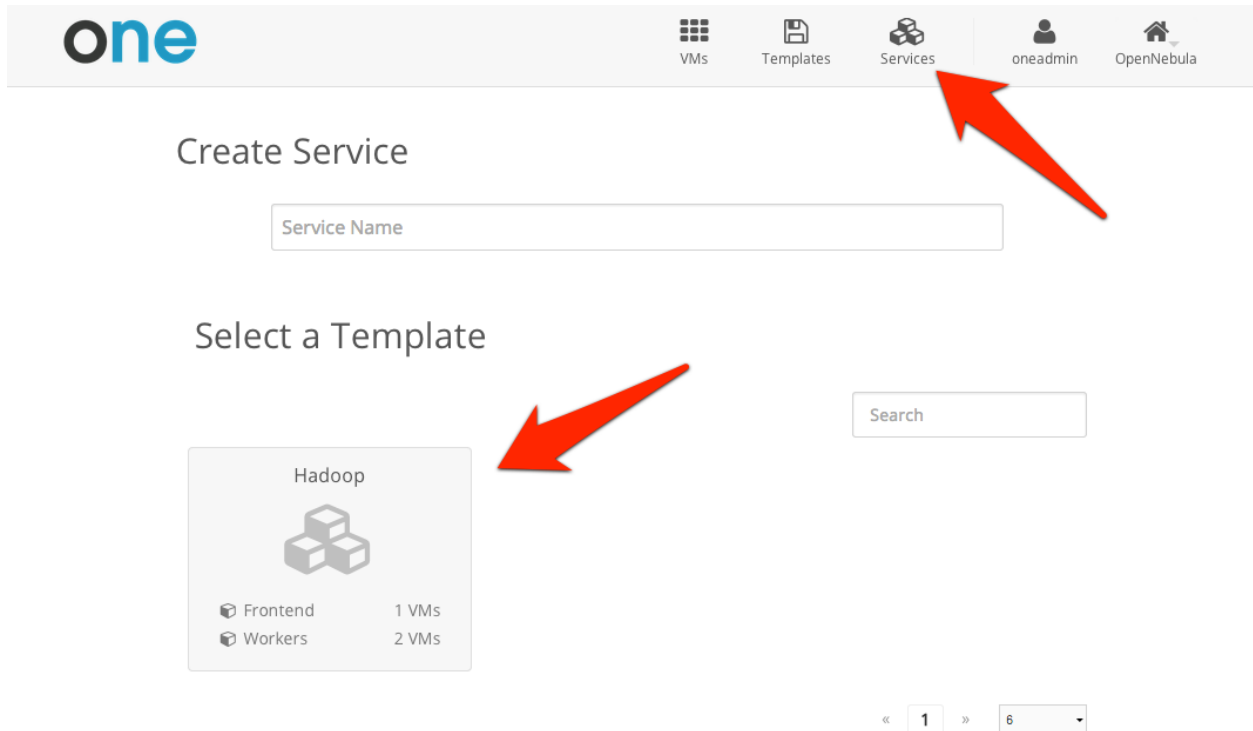 one
VMs Templates Services oneadmin OpenNebula
Create Service
Service Name
Select a Template
Search
Hadoop
Frontend 1 VMs
Workers 2 VMs
« 1 » 6